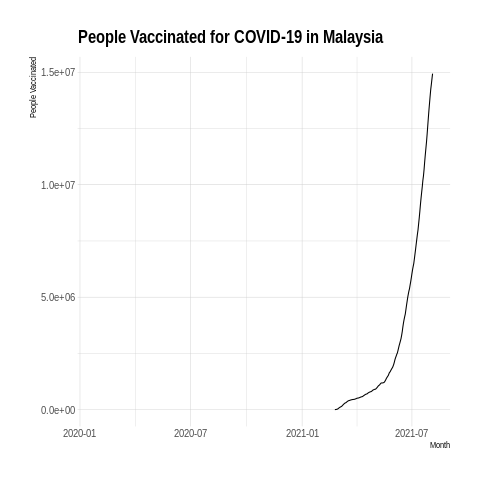 People Vaccinated for COVID-19 in Malaysia
People Vaccinated
1.5e+07
1.0e+07
5.0e+06
0.0e+00
2020-01 2020-07 2021-01 2021-07
Month